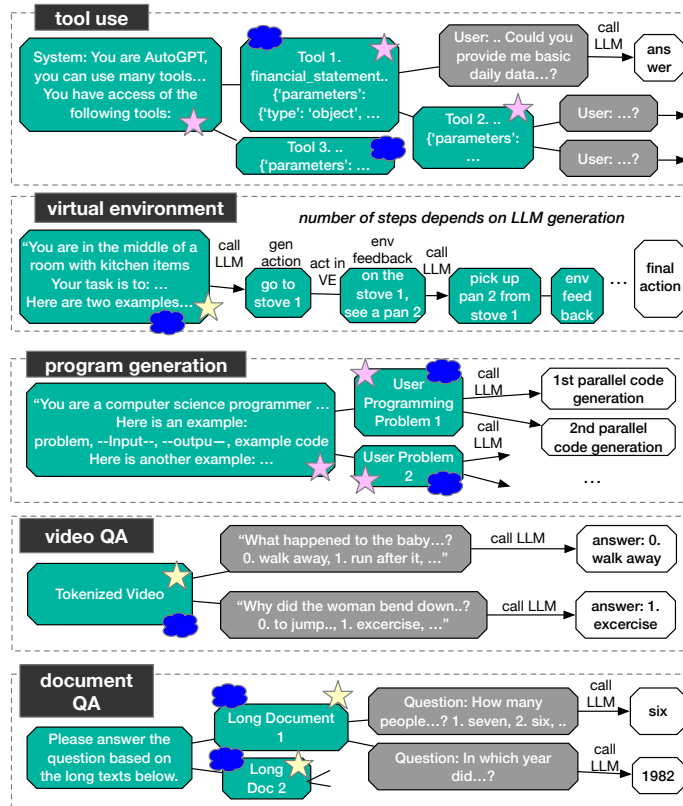 tool use
System: You are AutoGPT,
you can use many tools…
You have access of the
following tools:
Tool 1.
financial_statement..
{‘parameters’:
{‘type’: ‘object’, …
Tool 3. ..
{‘parameters’: …
User: .. Could you
provide me basic
daily data…?
call
LLM
ans
wer
Tool 2. ..
{‘parameters’:
…
User: …?
User: …?
virtual environment
number of steps depends on LLM generation
“You are in the middle of a
room with kitchen items
Your task is to: …
Here are two examples…
call
LLM
gen
action
go to
stove 1
act in
VE
env
feedback
on the
stove 1,
see a pan 2
call
LLM
pick up
pan 2 from
stove 1
env
feed
back
…
final
action
program generation
“You are a computer science programmer …
Here is an example:
problem, --Input--, --outpu—, example code
Here is another example: …
User
Programming
Problem 1
User Problem
2
call
LLM
1st parallel code
generation
2nd parallel
code generation
call
LLM
…
video QA
Tokenized Video
“What happened to the baby…?
0. walk away, 1. run after it, …”
call LLM
answer: 0.
walk away
“Why did the woman bend down..?
0. to jump.., 1. excercise, …”
call LLM
answer: 1.
excercise
document
QA
Please answer the
question based on
the long texts below.
Long Document
1
Long
Doc 2
Question: How many
people…? 1. seven, 2. six, ..
call
LLM
six
Question: In which year
did…?
call
LLM
1982